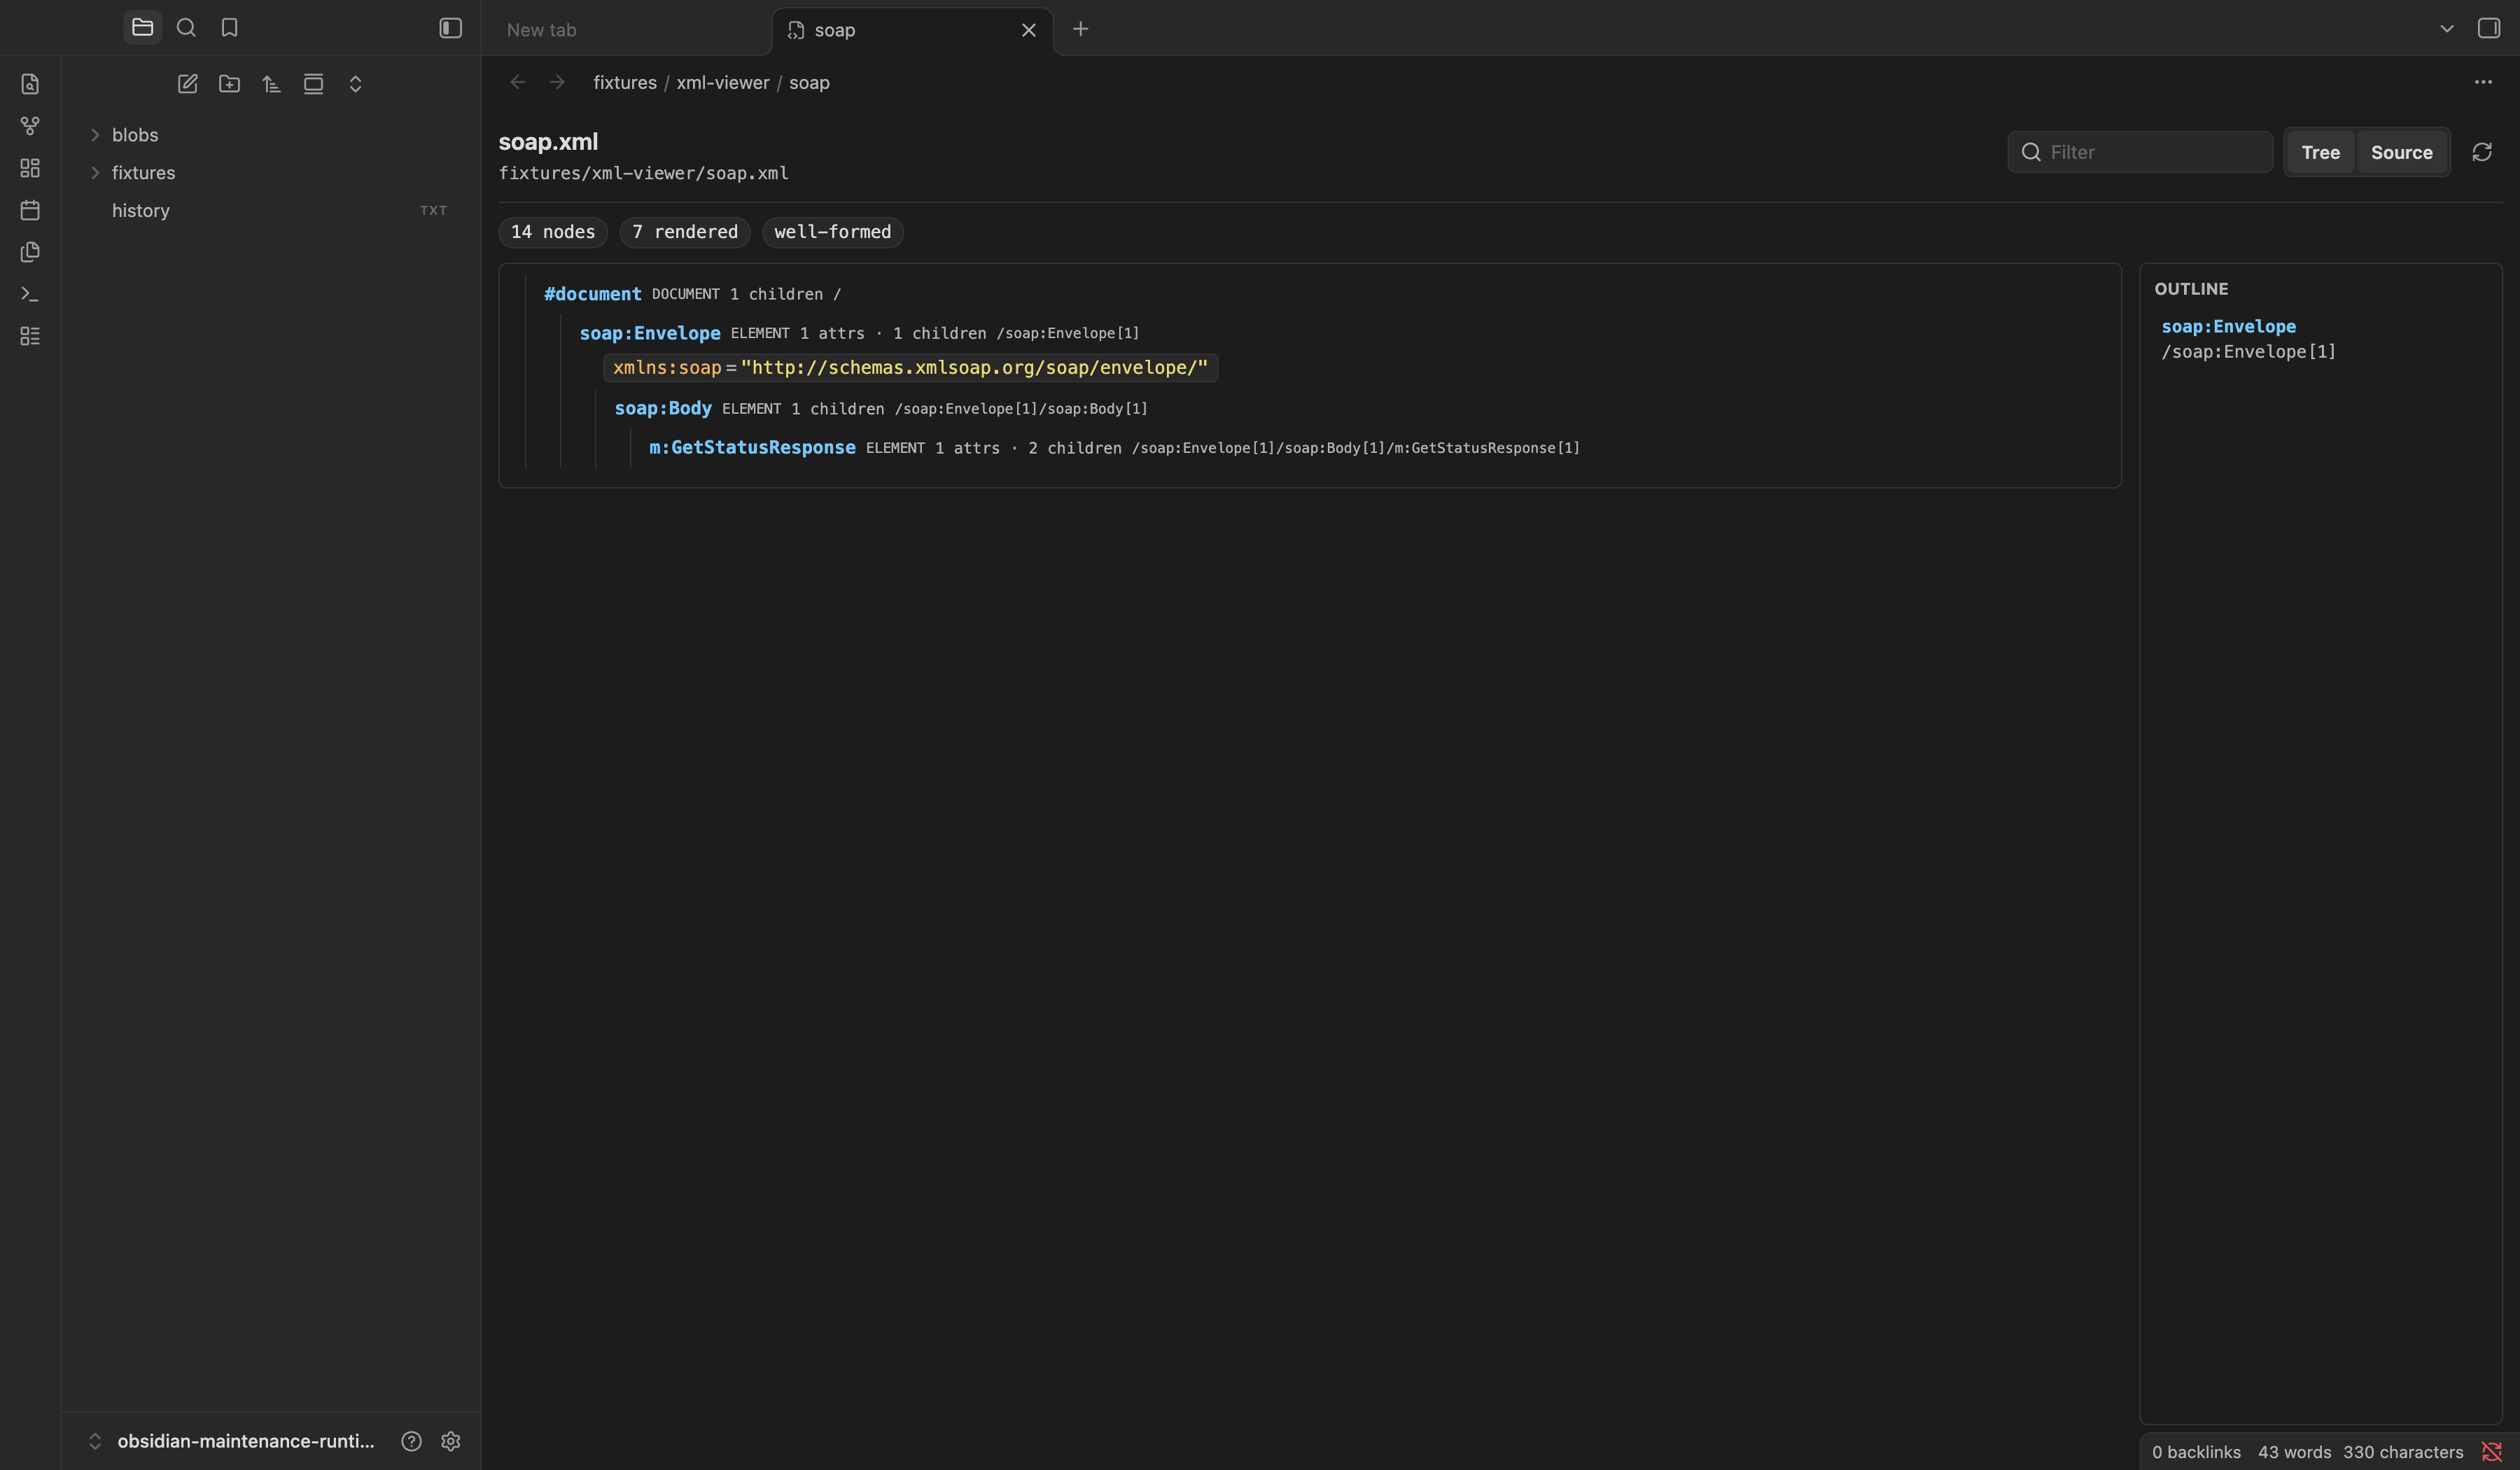 New tab
soap
fixtures / xml-viewer / soap
blobs
fixtures
history TXT
soap.xml
fixtures/xml-viewer/soap.xml
Filter
Tree
Source
14 nodes
7 rendered
well-formed
#document DOCUMENT 1 children /
soap:Envelope ELEMENT 1 attrs · 1 children /soap:Envelope[1]
xmlns:soap="http://schemas.xmlsoap.org/soap/envelope/"
soap:Body ELEMENT 1 children /soap:Envelope[1]/soap:Body[1]
m:GetStatusResponse ELEMENT 1 attrs · 2 children /soap:Envelope[1]/soap:Body[1]/m:GetStatusResponse[1]
OUTLINE
soap:Envelope
/soap:Envelope[1]
obsidian-maintenance-runti...
0 backlinks 43 words 330 characters